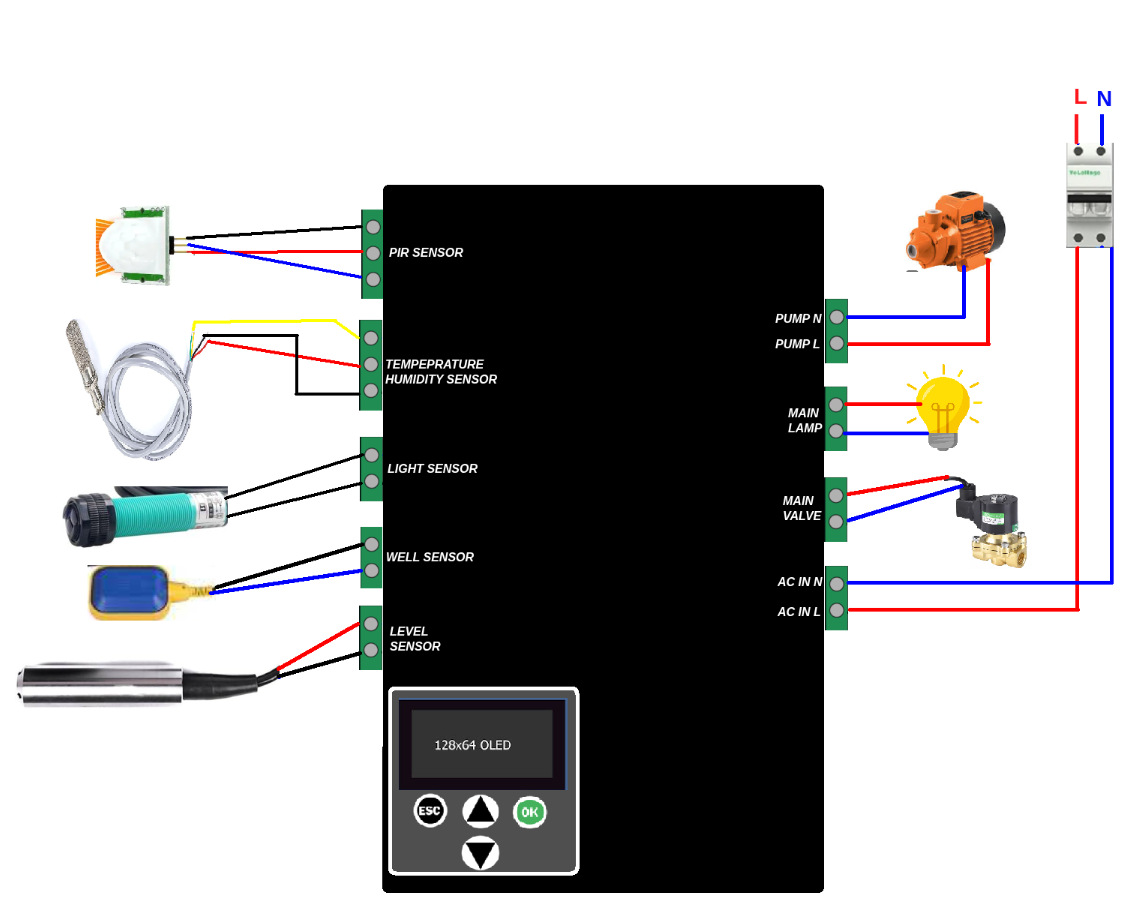 L N
PIR SENSOR
TEMPEPRATURE
HUMIDITY SENSOR
LIGHT SENSOR
WELL SENSOR
LEVEL
SENSOR
128x64 OLED
ESC
OK
PUMP N
PUMP L
MAIN
LAMP
MAIN
VALVE
AC IN N
AC IN L